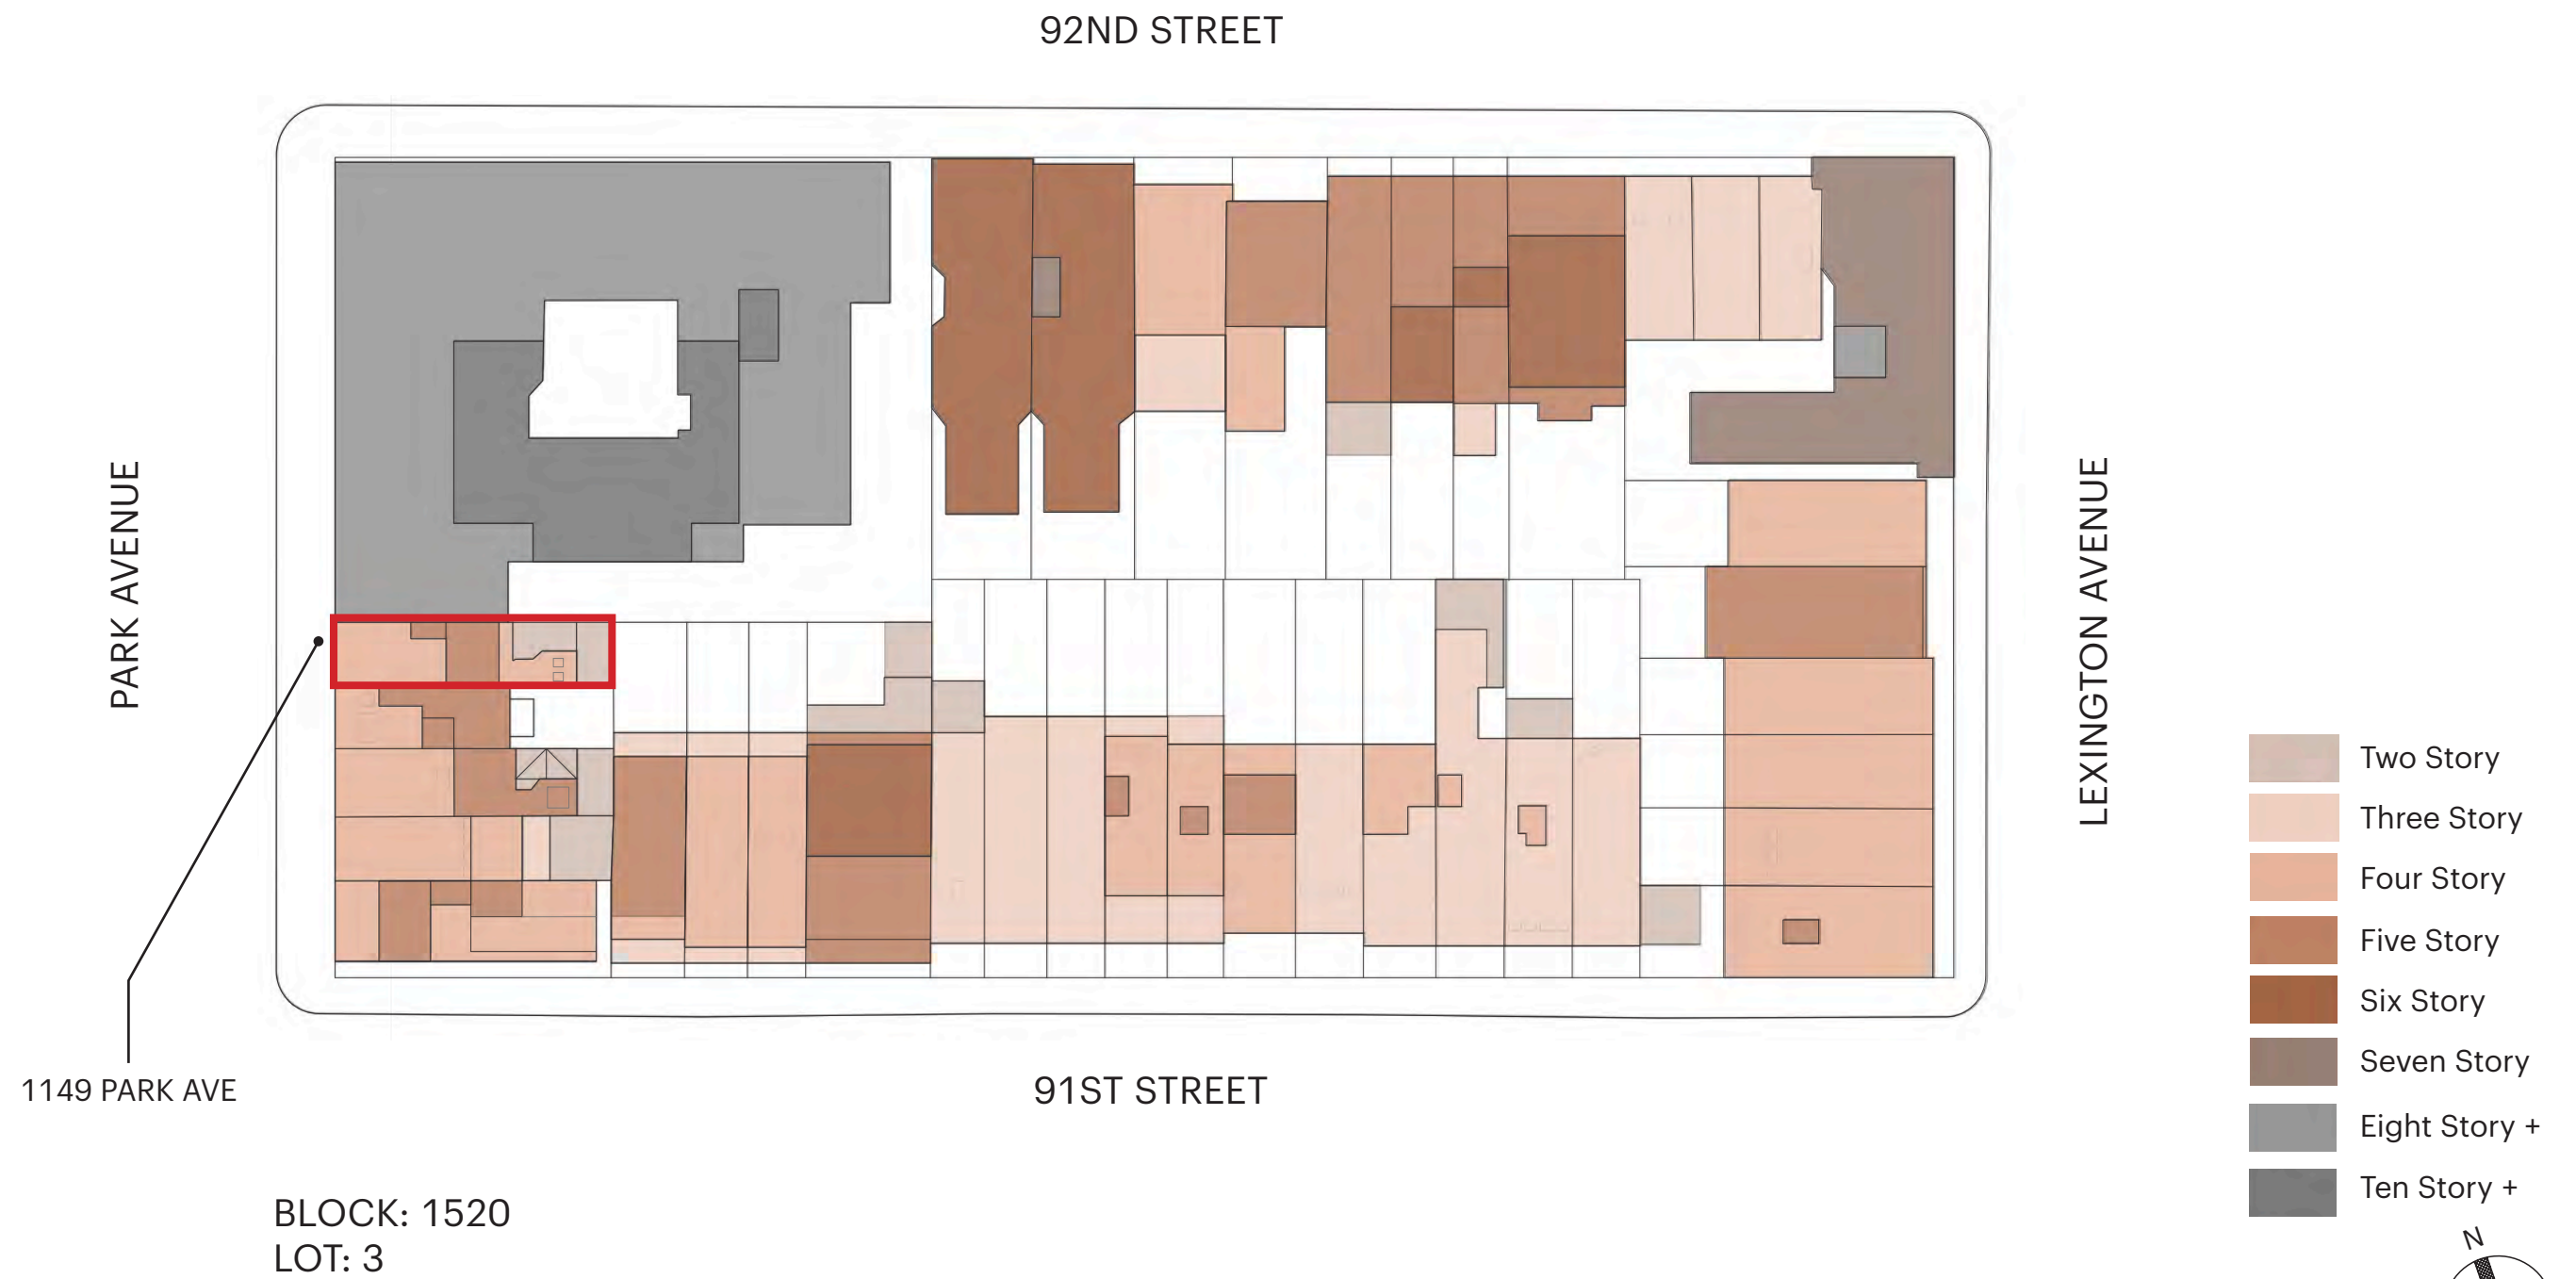 92ND STREET
PARK AVENUE
LEXINGTON AVENUE
1149 PARK AVE
91ST STREET
Two Story
Three Story
Four Story
Five Story
Six Story
Seven Story
Eight Story +
Ten Story +
BLOCK: 1520
LOT: 3
N